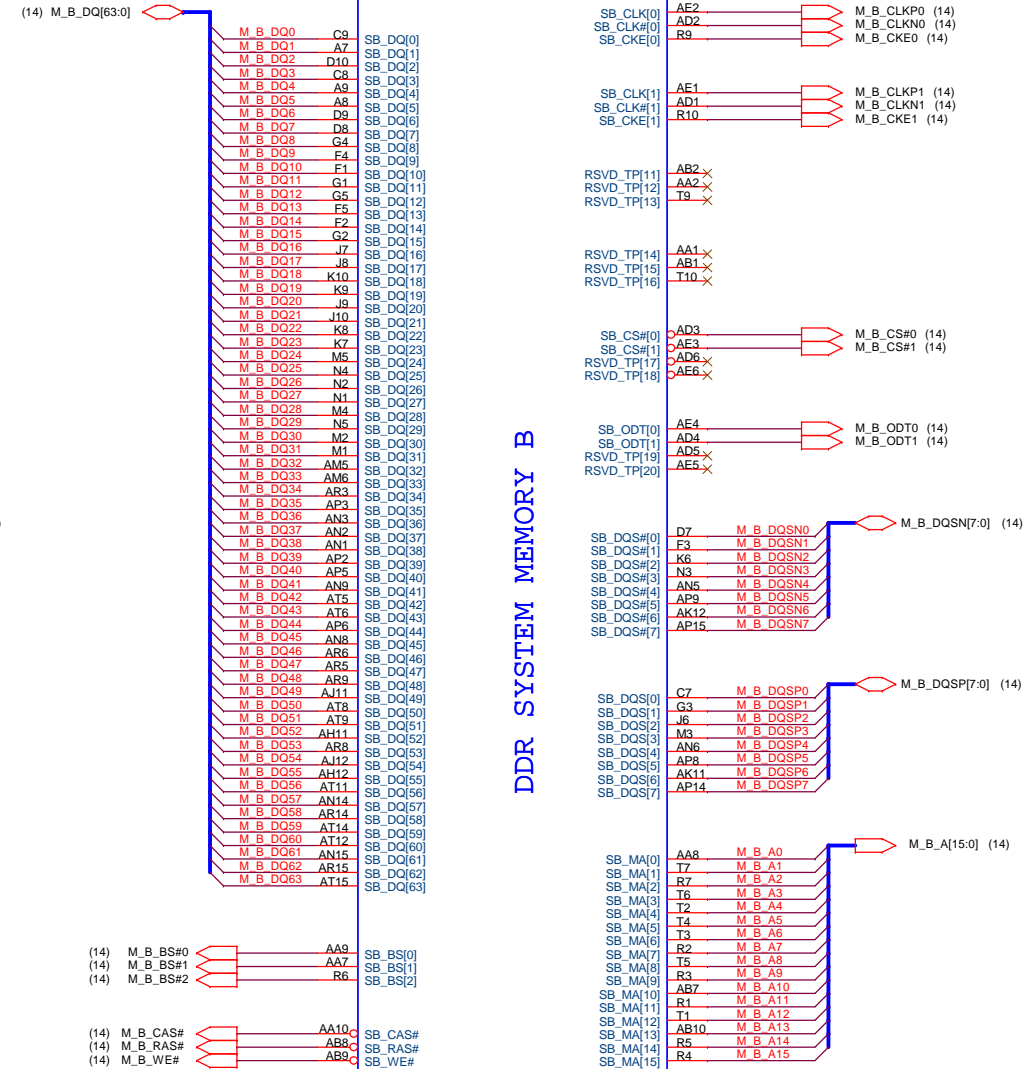 (14) M_B_DQ[63:0]
M_B_DQ0 C9 SB_DQ[0]
M_B_DQ1 A7 SB_DQ[1]
M_B_DQ2 D10 SB_DQ[2]
M_B_DQ3 C8 SB_DQ[3]
M_B_DQ4 A9 SB_DQ[4]
M_B_DQ5 A8 SB_DQ[5]
M_B_DQ6 D9 SB_DQ[6]
M_B_DQ7 D8 SB_DQ[7]
M_B_DQ8 G4 SB_DQ[8]
M_B_DQ9 F4 SB_DQ[9]
M_B_DQ10 F1 SB_DQ[10]
M_B_DQ11 G1 SB_DQ[11]
M_B_DQ12 G5 SB_DQ[12]
M_B_DQ13 F5 SB_DQ[13]
M_B_DQ14 F2 SB_DQ[14]
M_B_DQ15 G2 SB_DQ[15]
M_B_DQ16 J7 SB_DQ[16]
M_B_DQ17 J8 SB_DQ[17]
M_B_DQ18 K10 SB_DQ[18]
M_B_DQ19 K9 SB_DQ[19]
M_B_DQ20 J9 SB_DQ[20]
M_B_DQ21 J10 SB_DQ[21]
M_B_DQ22 K8 SB_DQ[22]
M_B_DQ23 K7 SB_DQ[23]
M_B_DQ24 M5 SB_DQ[24]
M_B_DQ25 N4 SB_DQ[25]
M_B_DQ26 N2 SB_DQ[26]
M_B_DQ27 N1 SB_DQ[27]
M_B_DQ28 M4 SB_DQ[28]
M_B_DQ29 N5 SB_DQ[29]
M_B_DQ30 M2 SB_DQ[30]
M_B_DQ31 M1 SB_DQ[31]
M_B_DQ32 AM5 SB_DQ[32]
M_B_DQ33 AM6 SB_DQ[33]
M_B_DQ34 AR3 SB_DQ[34]
M_B_DQ35 AP3 SB_DQ[35]
M_B_DQ36 AN3 SB_DQ[36]
M_B_DQ37 AN2 SB_DQ[37]
M_B_DQ38 AN1 SB_DQ[38]
M_B_DQ39 AP2 SB_DQ[39]
M_B_DQ40 AP5 SB_DQ[40]
M_B_DQ41 AN9 SB_DQ[41]
M_B_DQ42 AT5 SB_DQ[42]
M_B_DQ43 AT6 SB_DQ[43]
M_B_DQ44 AP6 SB_DQ[44]
M_B_DQ45 AN8 SB_DQ[45]
M_B_DQ46 AR6 SB_DQ[46]
M_B_DQ47 AR5 SB_DQ[47]
M_B_DQ48 AR9 SB_DQ[48]
M_B_DQ49 AJ11 SB_DQ[49]
M_B_DQ50 AT8 SB_DQ[50]
M_B_DQ51 AT9 SB_DQ[51]
M_B_DQ52 AH11 SB_DQ[52]
M_B_DQ53 AR8 SB_DQ[53]
M_B_DQ54 AJ12 SB_DQ[54]
M_B_DQ55 AH12 SB_DQ[55]
M_B_DQ56 AT11 SB_DQ[56]
M_B_DQ57 AN14 SB_DQ[57]
M_B_DQ58 AR14 SB_DQ[58]
M_B_DQ59 AT14 SB_DQ[59]
M_B_DQ60 AT12 SB_DQ[60]
M_B_DQ61 AN15 SB_DQ[61]
M_B_DQ62 AR15 SB_DQ[62]
M_B_DQ63 AT15 SB_DQ[63]
(14) M_B_BS#0 AA9 SB_BS[0]
(14) M_B_BS#1 AA7 SB_BS[1]
(14) M_B_BS#2 R6 SB_BS[2]
(14) M_B_CAS# AA10 SB_CAS#
(14) M_B_RAS# AB8 SB_RAS#
(14) M_B_WE# AB9 SB_WE#
DDR SYSTEM MEMORY B
SB_CLK[0] AE2 M_B_CLKP0 (14)
SB_CLK#[0] AD2 M_B_CLKN0 (14)
SB_CKE[0] R9 M_B_CKE0 (14)
SB_CLK[1] AE1 M_B_CLKP1 (14)
SB_CLK#[1] AD1 M_B_CLKN1 (14)
SB_CKE[1] R10 M_B_CKE1 (14)
RSVD_TP[11] AB2
RSVD_TP[12] AA2
RSVD_TP[13] T9
RSVD_TP[14] AA1
RSVD_TP[15] AB1
RSVD_TP[16] T10
SB_CS#[0] AD3 M_B_CS#0 (14)
SB_CS#[1] AE3 M_B_CS#1 (14)
RSVD_TP[17] AD6
RSVD_TP[18] AE6
SB_ODT[0] AE4 M_B_ODT0 (14)
SB_ODT[1] AD4 M_B_ODT1 (14)
RSVD_TP[19] AD5
RSVD_TP[20] AE5
M_B_DQSN[7:0] (14)
SB_DQS#[0] D7 M_B_DQSN0
SB_DQS#[1] F3 M_B_DQSN1
SB_DQS#[2] K6 M_B_DQSN2
SB_DQS#[3] N3 M_B_DQSN3
SB_DQS#[4] AN5 M_B_DQSN4
SB_DQS#[5] AP9 M_B_DQSN5
SB_DQS#[6] AK12 M_B_DQSN6
SB_DQS#[7] AP15 M_B_DQSN7
M_B_DQSP[7:0] (14)
SB_DQS[0] C7 M_B_DQSP0
SB_DQS[1] G3 M_B_DQSP1
SB_DQS[2] J6 M_B_DQSP2
SB_DQS[3] M3 M_B_DQSP3
SB_DQS[4] AN6 M_B_DQSP4
SB_DQS[5] AP8 M_B_DQSP5
SB_DQS[6] AK11 M_B_DQSP6
SB_DQS[7] AP14 M_B_DQSP7
M_B_A[15:0] (14)
SB_MA[0] AA8 M_B_A0
SB_MA[1] T7 M_B_A1
SB_MA[2] R7 M_B_A2
SB_MA[3] T6 M_B_A3
SB_MA[4] T2 M_B_A4
SB_MA[5] T4 M_B_A5
SB_MA[6] T3 M_B_A6
SB_MA[7] R2 M_B_A7
SB_MA[8] T5 M_B_A8
SB_MA[9] R3 M_B_A9
SB_MA[10] AB7 M_B_A10
SB_MA[11] R1 M_B_A11
SB_MA[12] T1 M_B_A12
SB_MA[13] AB10 M_B_A13
SB_MA[14] R5 M_B_A14
SB_MA[15] R4 M_B_A15